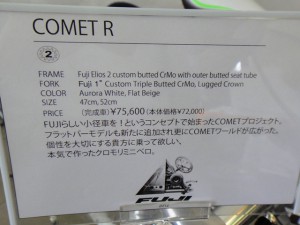 COMET R
2
FRAME Fuji Elios 2 custom butted CrMo with outer butted seat tube
FORK Fuji 1" Custom Triple Butted CrMo, Lugged Crown
COLOR Aurora White, Flat Beige
SIZE 47cm, 52cm
PRICE (完成車)¥75,600(本体価格¥72,000)
FUJIらしい小径車を!というコンセプトで始まったCOMETプロジェクト。
フラットバーモデルも新たに追加され更にCOMETワールドが広がった。
個性を大切にする貴方に乗って欲しい。
本気で作ったクロモリミニベロ。
FUJI